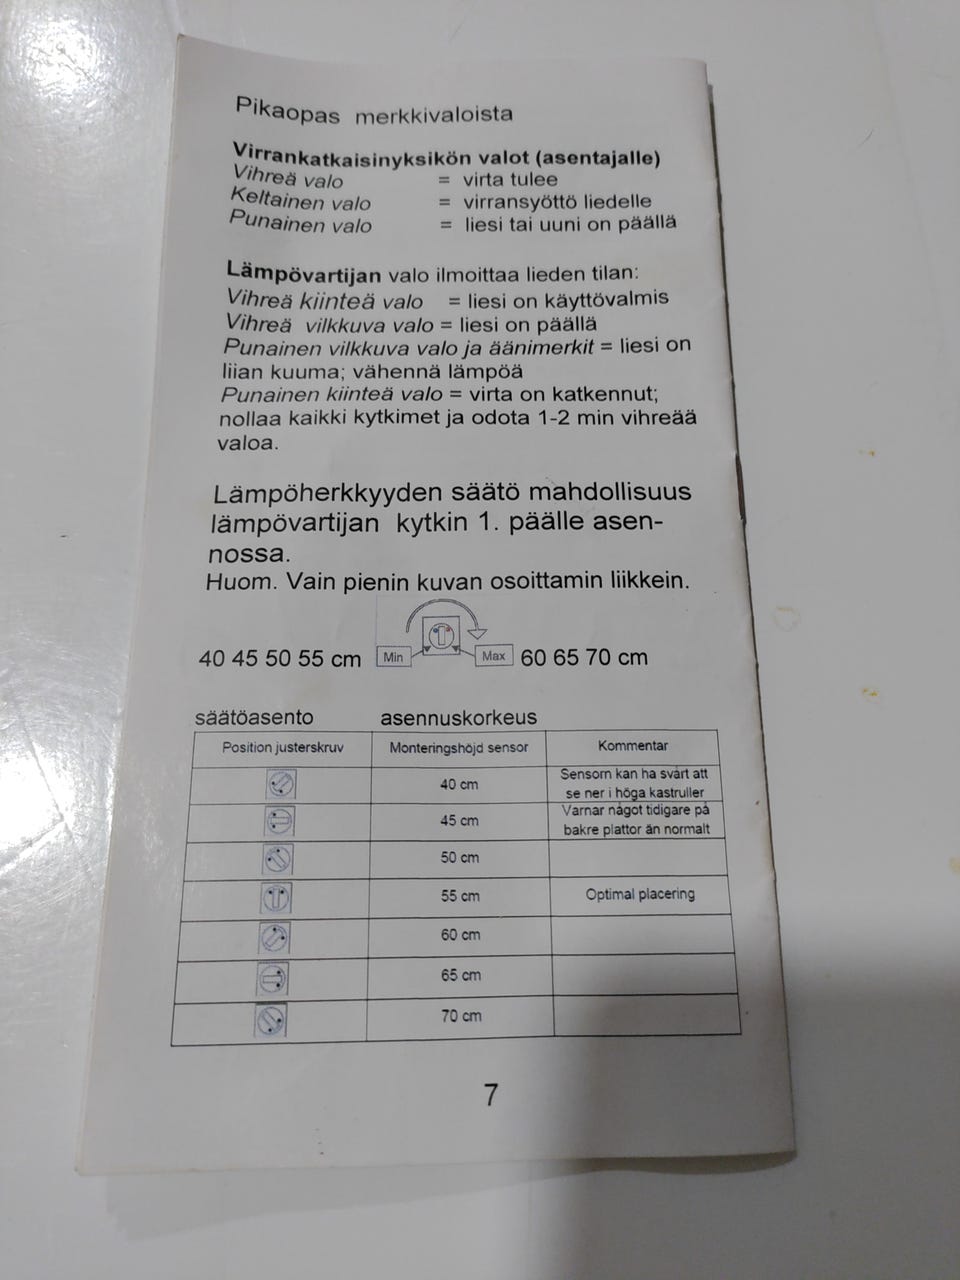 Pikaopas merkkivaloista
Virrankatkaisinyksikön valot (asentajalle)
Vihreä valo = virta tulee
Keltainen valo = virransyöttö liedelle
Punainen valo = liesi tai uuni on päällä
Lämpövartijan valo ilmoittaa lieden tilan:
Vihreä kiinteä valo = liesi on käyttövalmis
Vihreä vilkkuva valo = liesi on päällä
Punainen vilkkuva valo ja äänimerkit = liesi on
liian kuuma; vähennä lämpöä
Punainen kiinteä valo = virta on katkennut;
nollaa kaikki kytkimet ja odota 1-2 min vihreää
valoa.
Lämpöherkkyyden säätö mahdollisuus
lämpövartijan kytkin 1. päälle asen-
nossa.
Huom. Vain pienin kuvan osoittamin liikkein.
40 45 50 55 cm Min Max 60 65 70 cm
säätöasento asennuskorkeus
Position justerskruv Monteringshöjd sensor Kommentar
40 cm Sensorn kan ha svårt att
se ner i höga kastruller
45 cm Varnar något tidigare på
bakre plattor än normalt
50 cm
55 cm Optimal placering
60 cm
65 cm
70 cm
7